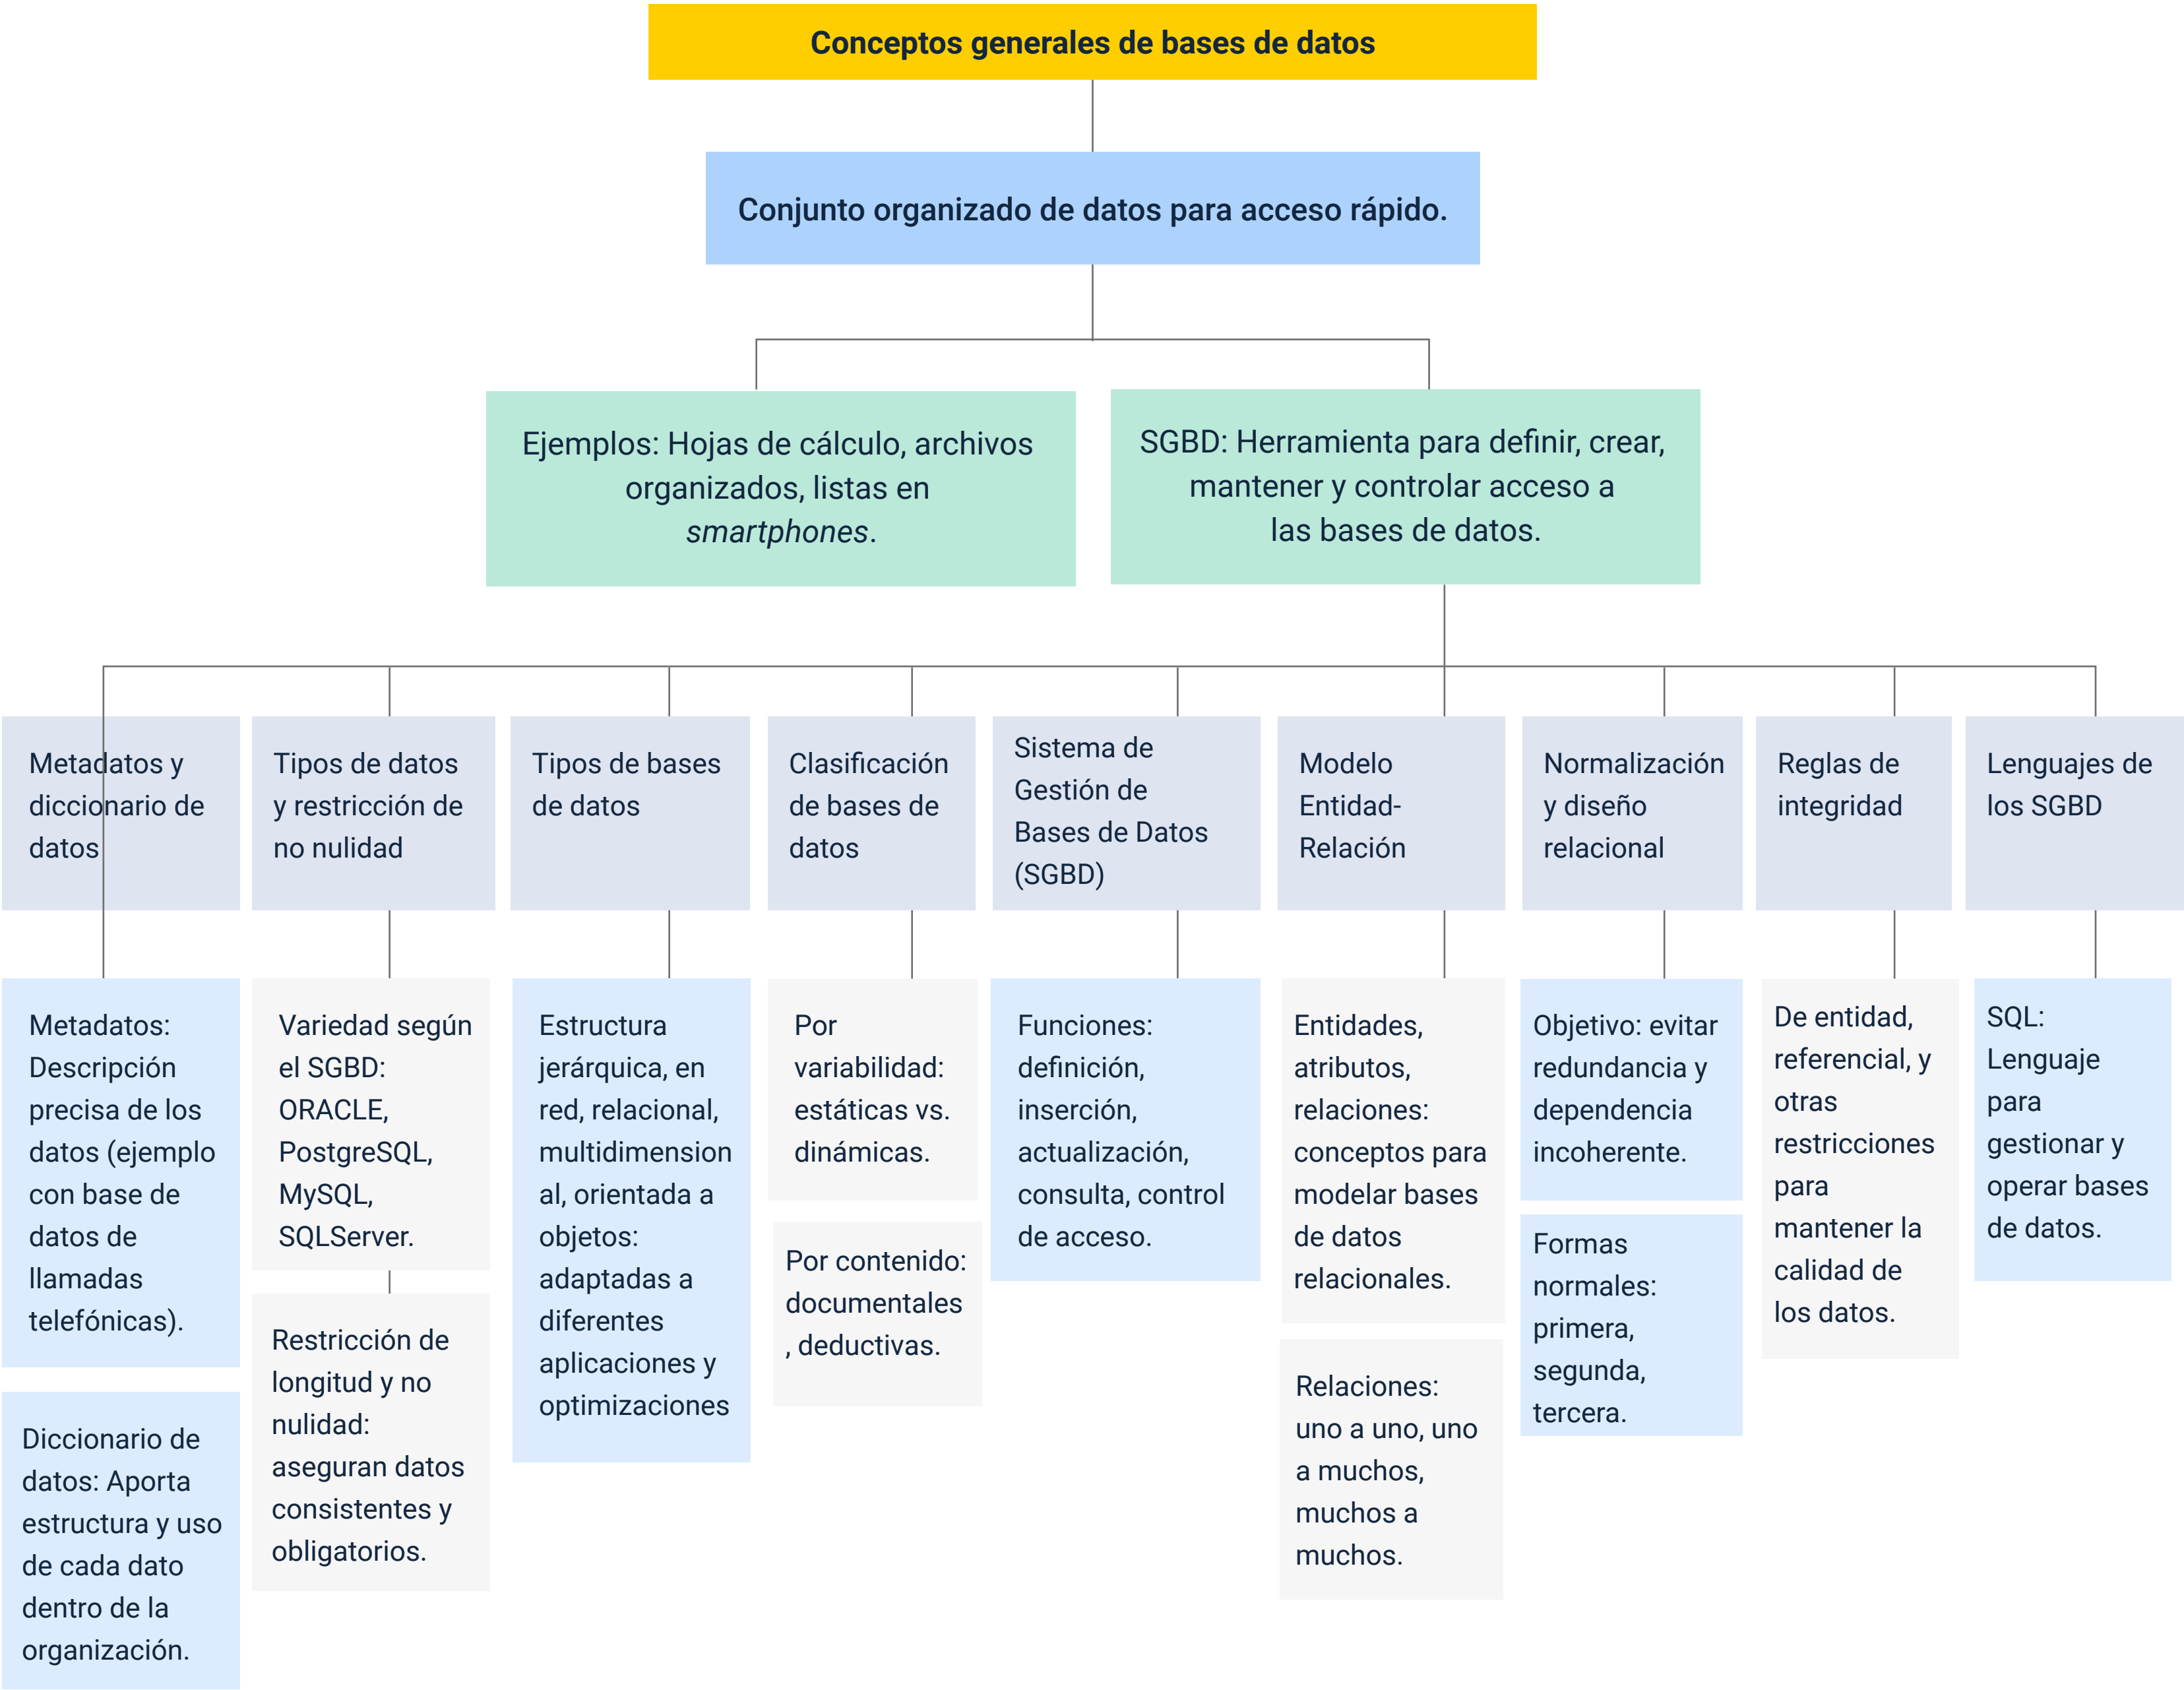 Conceptos generales de bases de datos
Conjunto organizado de datos para acceso rápido.
Ejemplos: Hojas de cálculo, archivos
organizados, listas en
smartphones.
SGBD: Herramienta para definir, crear,
mantener y controlar acceso a
las bases de datos.
Metadatos y
diccionario de
datos
Tipos de datos
y restricción de
no nulidad
Tipos de bases
de datos
Clasificación
de bases de
datos
Sistema de
Gestión de
Bases de Datos
(SGBD)
Modelo
Entidad-
Relación
Normalización
y diseño
relacional
Reglas de
integridad
Lenguajes de
los SGBD
Metadatos:
Descripción
precisa de los
datos (ejemplo
con base de
datos de
llamadas
telefónicas).
Diccionario de
datos: Aporta
estructura y uso
de cada dato
dentro de la
organización.
Variedad según
el SGBD:
ORACLE,
PostgreSQL,
MySQL,
SQLServer.
Restricción de
longitud y no
nulidad:
aseguran datos
consistentes y
obligatorios.
Estructura
jerárquica, en
red, relacional,
multidimension
al, orientada a
objetos:
adaptadas a
diferentes
aplicaciones y
optimizaciones
Por
variabilidad:
estáticas vs.
dinámicas.
Por contenido:
documentales
, deductivas.
Funciones:
definición,
inserción,
actualización,
consulta, control
de acceso.
Entidades,
atributos,
relaciones:
conceptos para
modelar bases
de datos
relacionales.
Relaciones:
uno a uno, uno
a muchos,
muchos a
muchos.
Objetivo: evitar
redundancia y
dependencia
incoherente.
Formas
normales:
primera,
segunda,
tercera.
De entidad,
referencial, y
otras
restricciones
para
mantener la
calidad de
los datos.
SQL:
Lenguaje
para
gestionar y
operar bases
de datos.